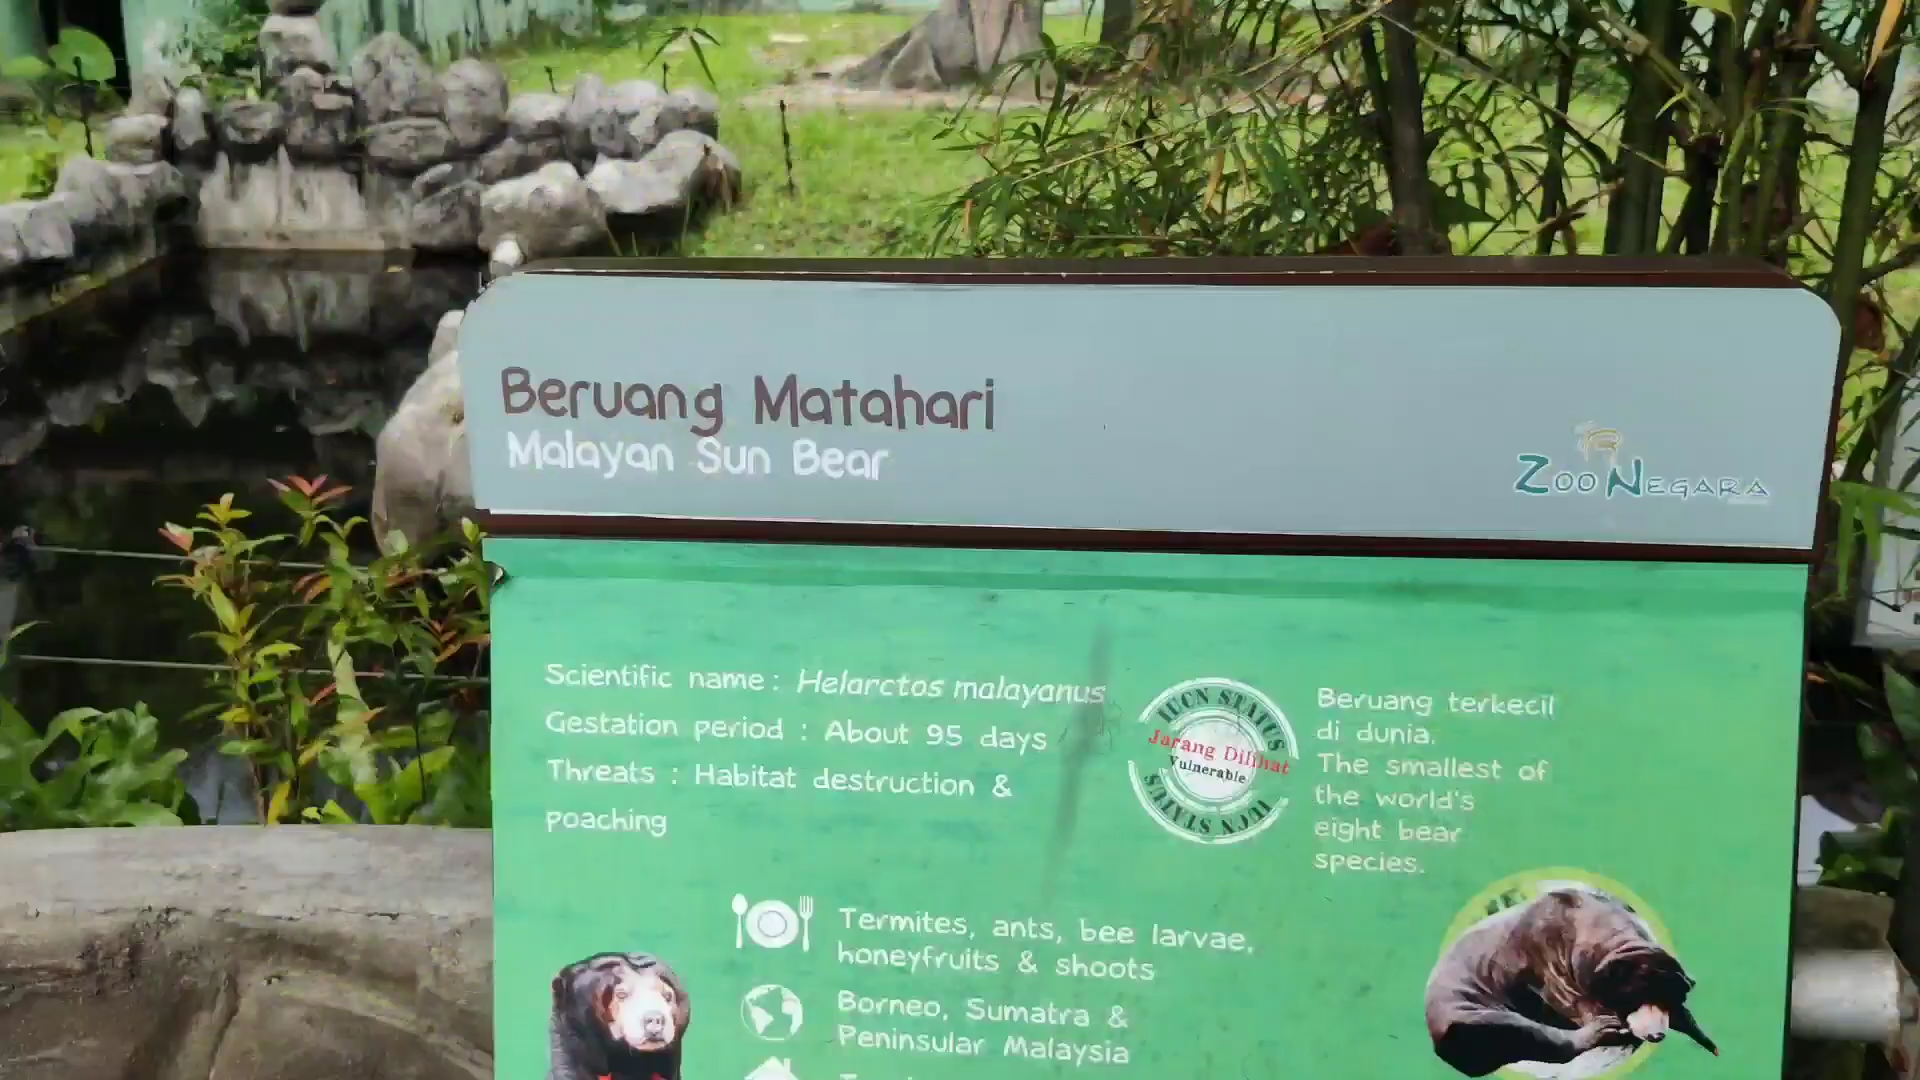 Beruang Matahari
Malayan Sun Bear
ZOO NEGARA
Scientific name : Helarctos malayanus
Gestation period : About 95 days
Threats : Habitat destruction &
poaching
IUCN STATUS
Jarang Dilihat
Vulnerable
IUCN STATUS
Beruang terkecil
di dunia.
The smallest of
the world's
eight bear
species.
Termites, ants, bee larvae,
honeyfruits & shoots
Borneo, Sumatra &
Peninsular Malaysia